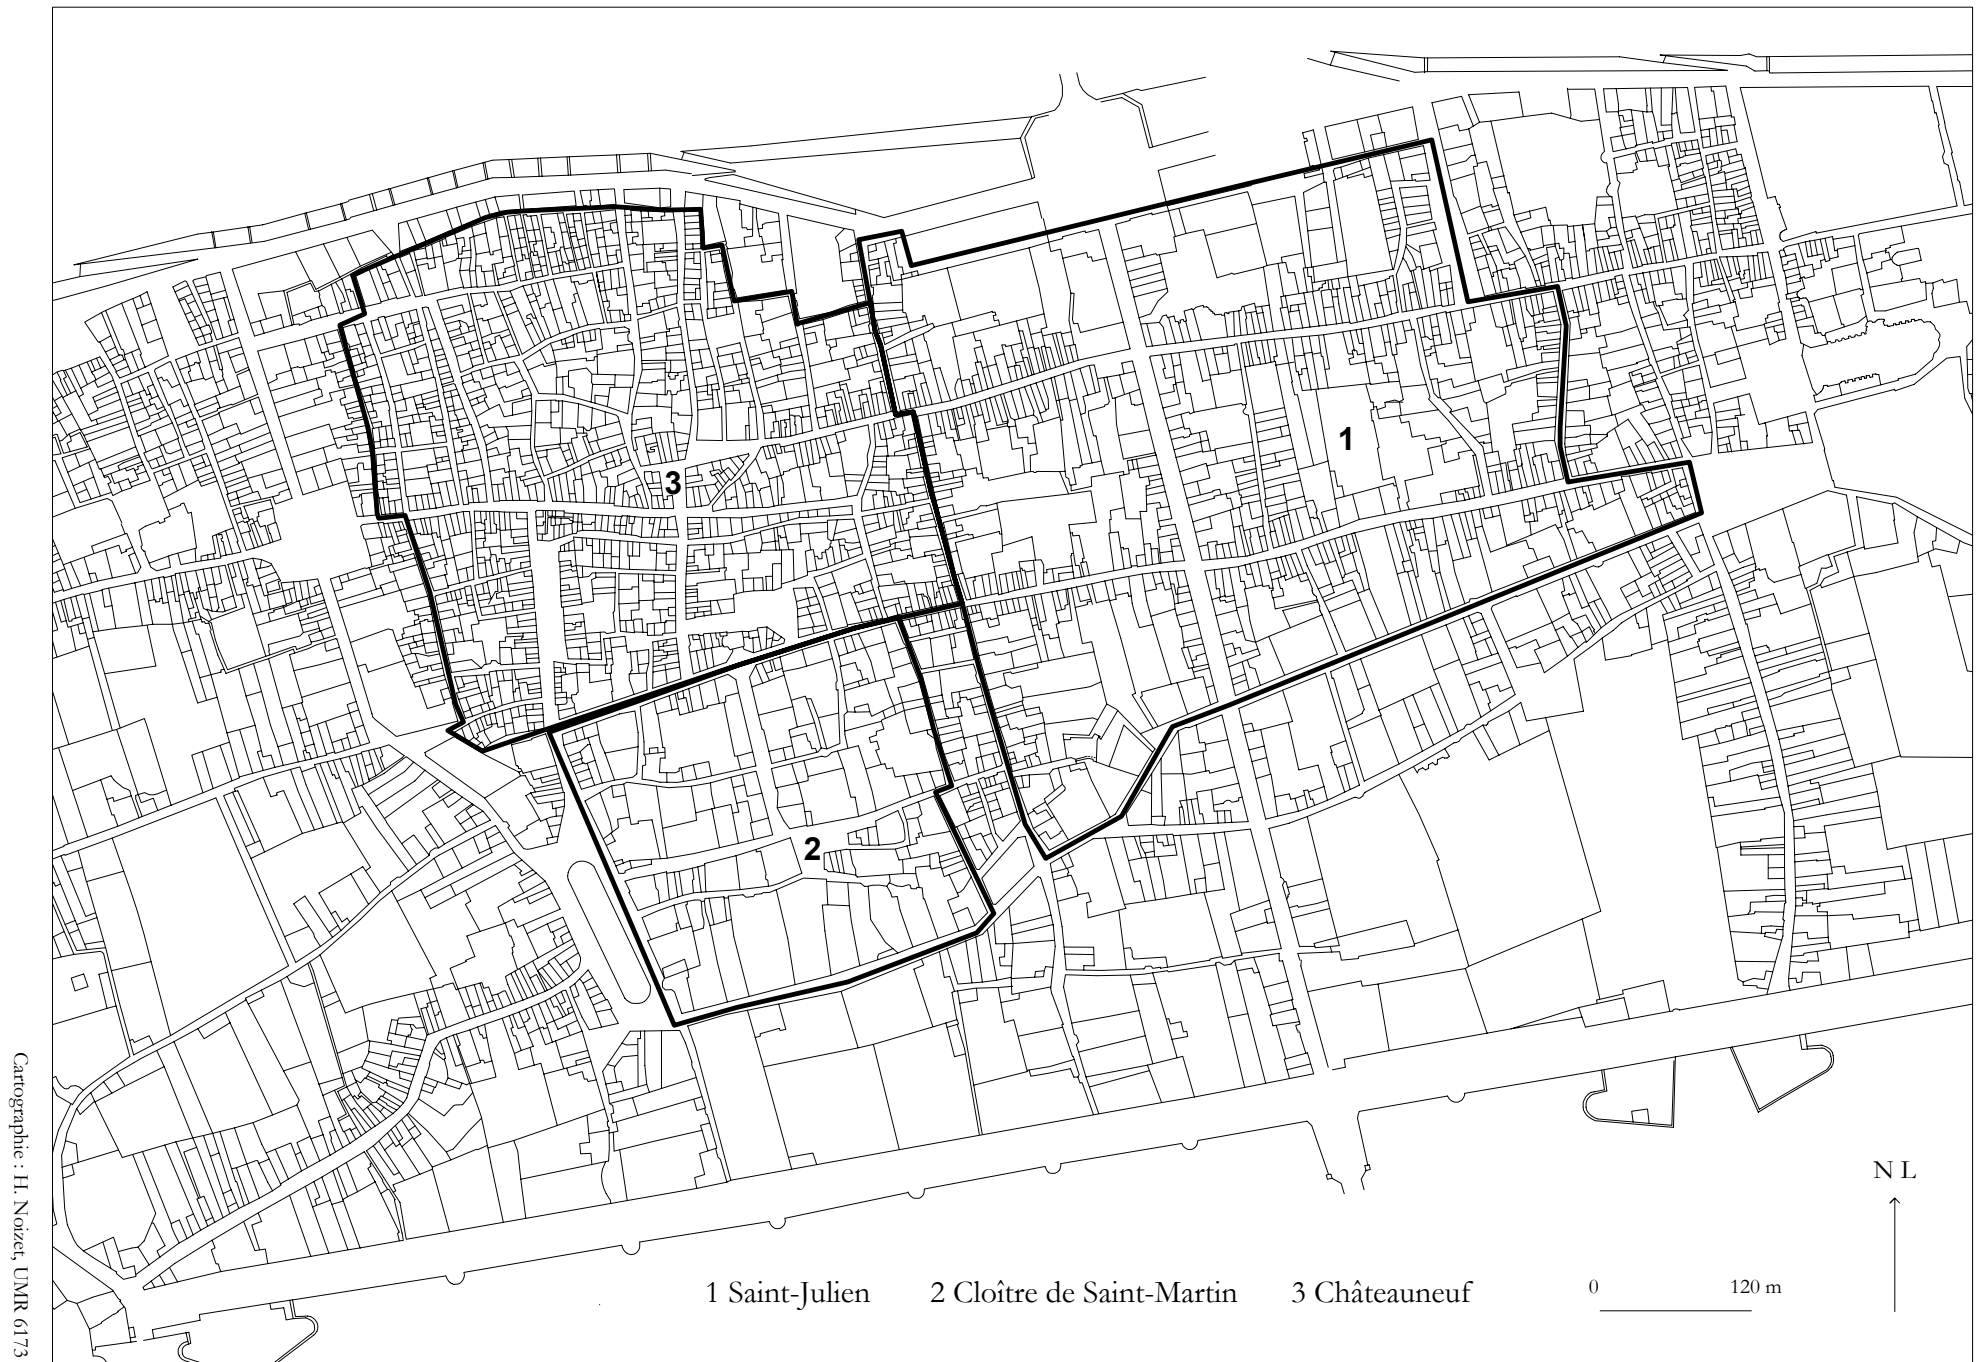 1
3
2
N L
1 Saint-Julien 2 Cloître de Saint-Martin 3 Châteauneuf
0 120 m
Cartographie : H. Noizet, UMR 6173